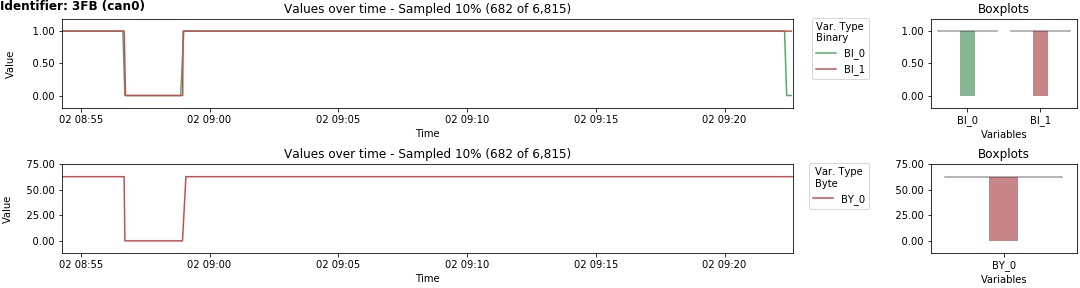 Identifier: 3FB (can0)
Values over time - Sampled 10% (682 of 6,815)
Boxplots
1.00
0.50
0.00
Value
02 08:55
02 09:00
02 09:05
02 09:10
02 09:15
02 09:20
Time
Var. Type
Binary
BI_0
BI_1
1.00
0.50
0.00
BI_0
BI_1
Variables
Values over time - Sampled 10% (682 of 6,815)
Boxplots
75.00
50.00
25.00
0.00
Value
02 08:55
02 09:00
02 09:05
02 09:10
02 09:15
02 09:20
Time
Var. Type
Byte
BY_0
75.00
50.00
25.00
0.00
BY_0
Variables